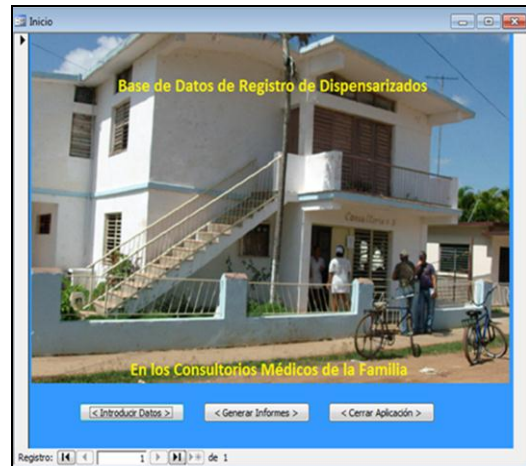 Inicio
Base de Datos de Registro de Dispensarizados
En los Consultorios Médicos de la Familia
< Introducir Datos > < Generar Informes > < Cerrar Aplicación >
Registro: 1 de 1